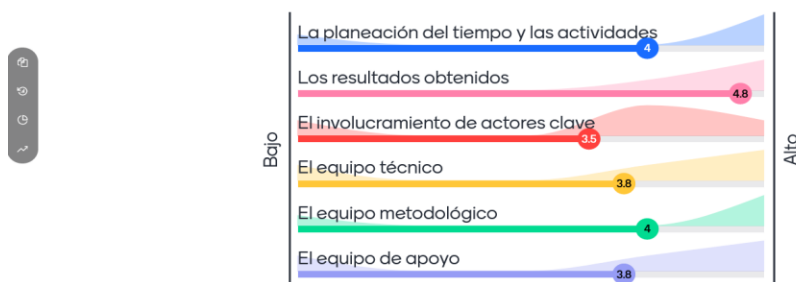 La planeación del tiempo y las actividades
4
Los resultados obtenidos
4.8
El involucramiento de actores clave
3.5
Bajo
Alto
El equipo técnico
3.8
El equipo metodológico
4
El equipo de apoyo
3.8